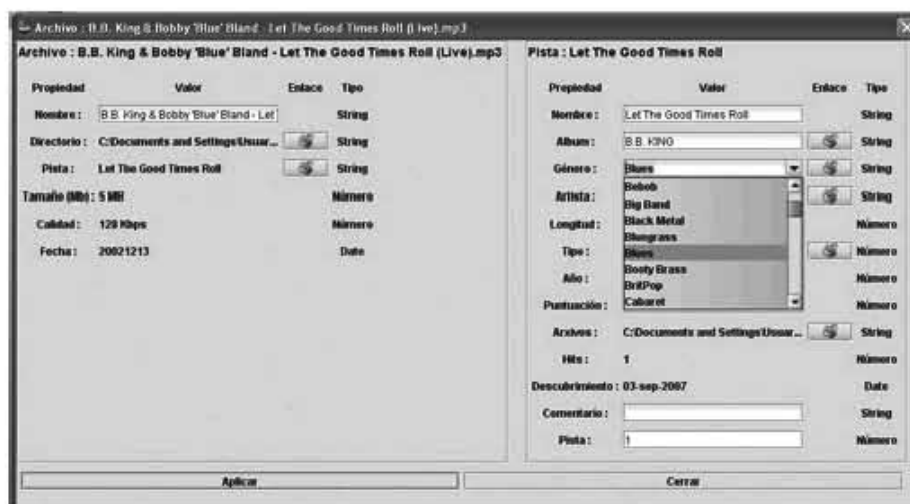 Archivo : B.B. King & Bobby 'Blue' Bland - Let The Good Times Roll (Live).mp3
Archivo : B.B. King & Bobby 'Blue' Bland - Let The Good Times Roll (Live).mp3
Propiedad Valor Enlace Tipo
Nombre : B.B. King & Bobby 'Blue' Bland - Let String
Directorio : C:\Documents and Settings\Usuar... String
Pista : Let The Good Times Roll String
Tamaño (Mb) : 5 MB Número
Calidad : 128 Kbps Número
Fecha : 20021213 Date
Pista : Let The Good Times Roll
Propiedad Valor Enlace Tipo
Nombre : Let The Good Times Roll String
Album : B.B. KING String
Género : Blues String
Artista : String
Longitud : Número
Tipo : Número
Año : Número
Puntuación : Número
Bebob
Big Band
Black Metal
Bluegrass
Blues
Booty Brass
BritPop
Cabaret
Arxivos : C:\Documents and Settings\Usuar... String
Hits : 1 Número
Descubrimiento : 03-sep-2007 Date
Comentario : String
Pista : 1 Número
Aplicar Cerrar